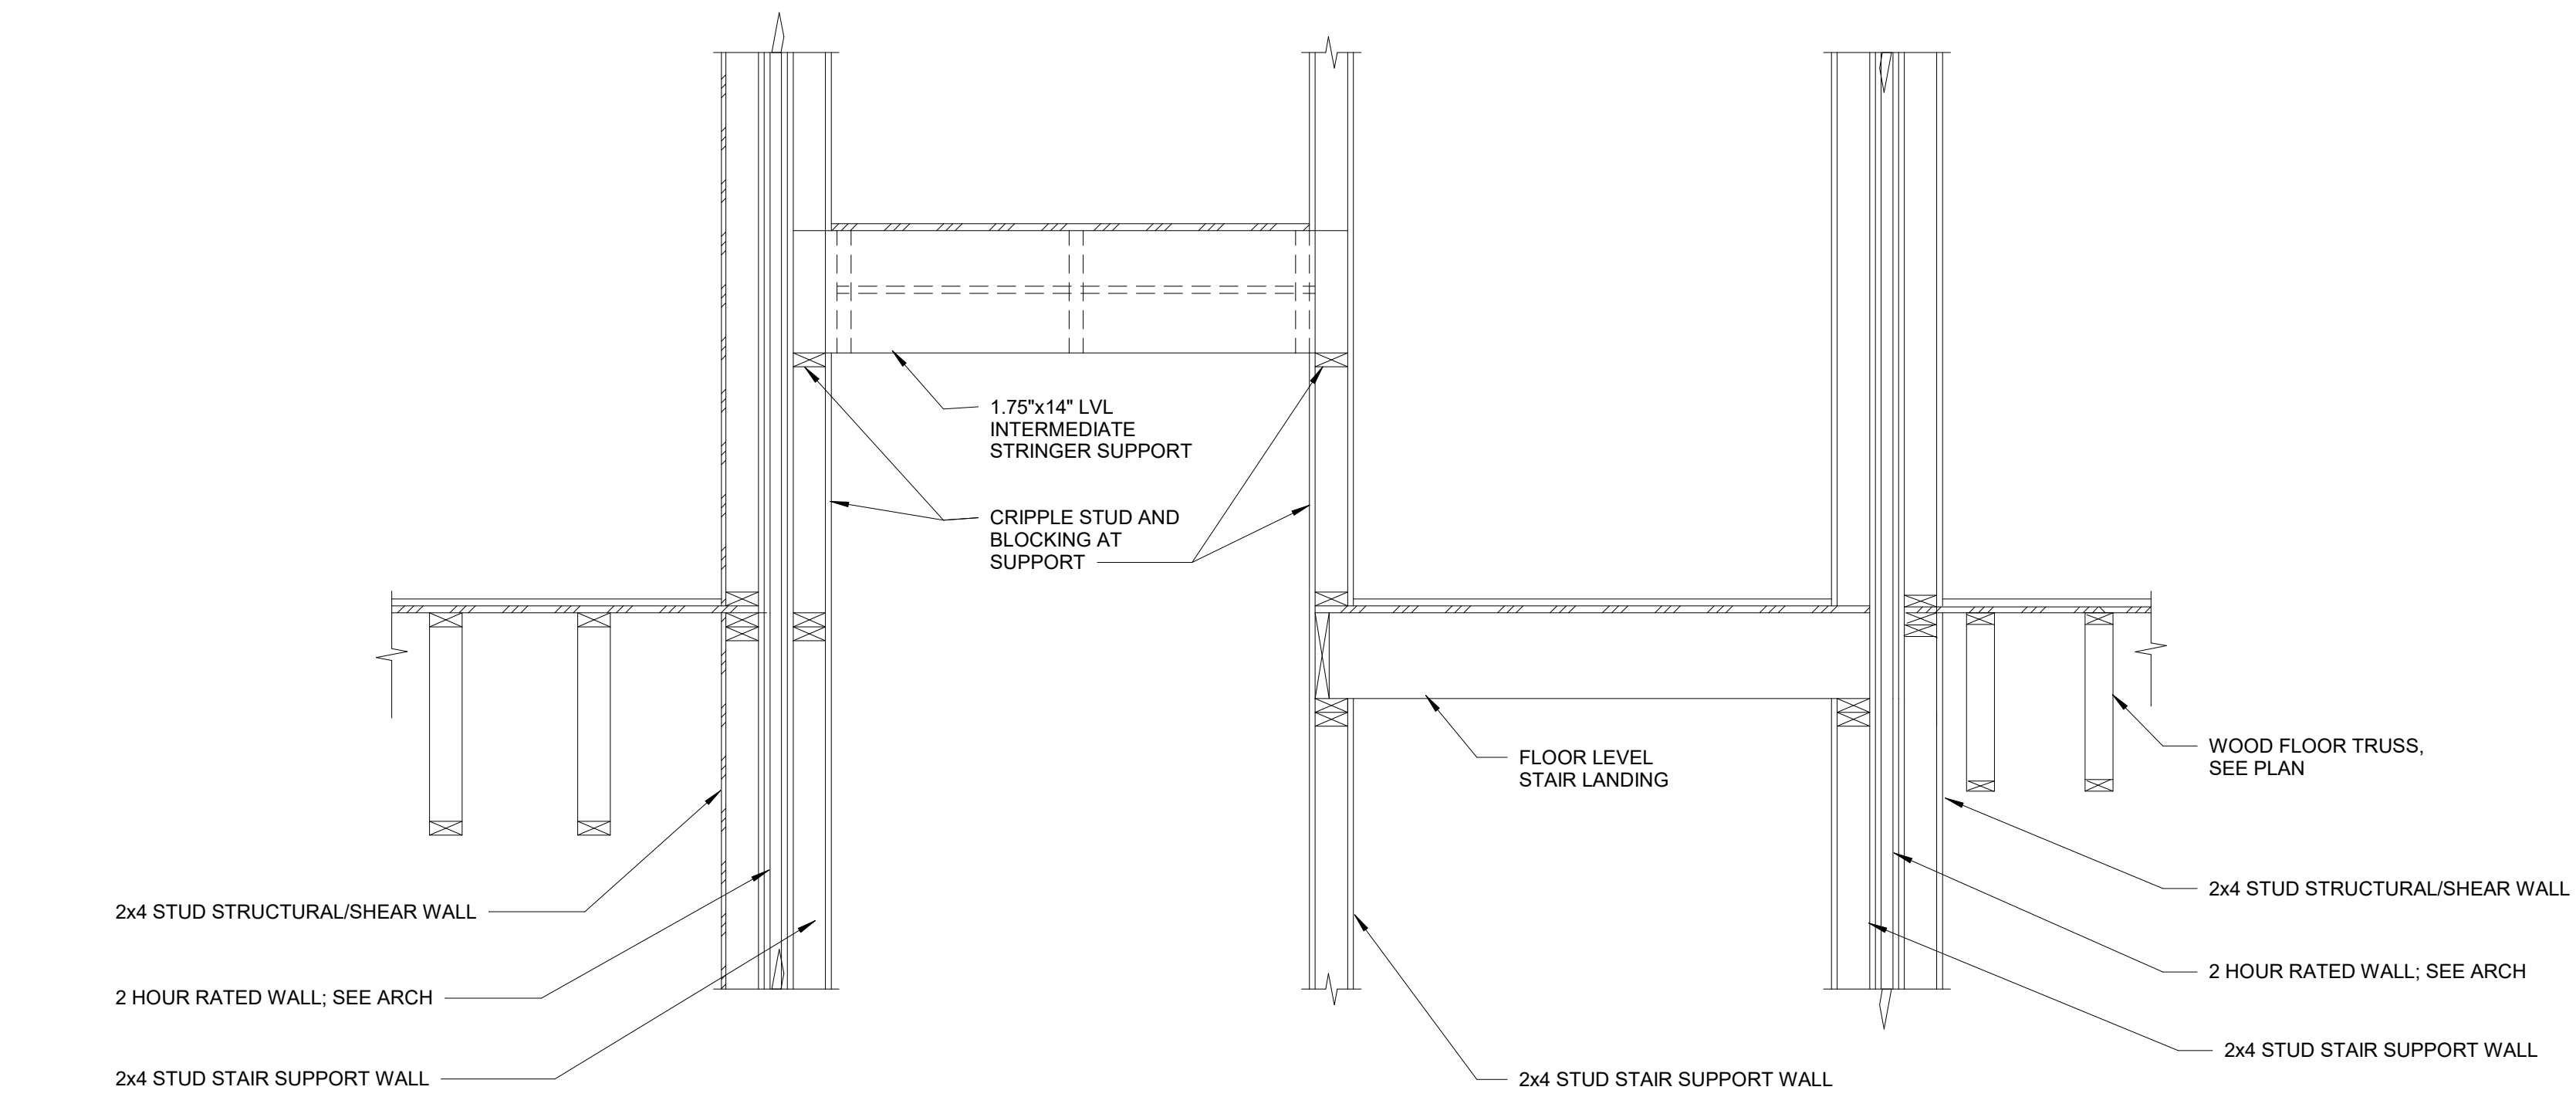 1.75"x14" LVL
INTERMEDIATE
STRINGER SUPPORT
CRIPPLE STUD AND
BLOCKING AT
SUPPORT
FLOOR LEVEL
STAIR LANDING
WOOD FLOOR TRUSS,
SEE PLAN
2x4 STUD STRUCTURAL/SHEAR WALL
2 HOUR RATED WALL; SEE ARCH
2x4 STUD STAIR SUPPORT WALL
2x4 STUD STAIR SUPPORT WALL
2x4 STUD STRUCTURAL/SHEAR WALL
2 HOUR RATED WALL; SEE ARCH
2x4 STUD STAIR SUPPORT WALL